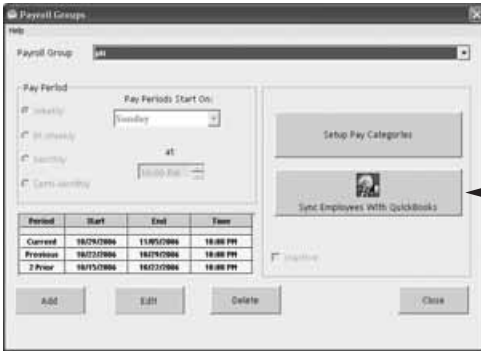 Payroll Groups
Help
Payroll Group
Pay Period
Weekly
Bi-weekly
Monthly
Semi-monthly
Pay Periods Start On:
Sunday
at
10:00 PM
Setup Pay Categories
Sync Employees With QuickBooks
Inactive
Period Start End Time
Current 10/29/2006 11/05/2006 10:00 PM
Previous 10/22/2006 10/29/2006 10:00 PM
2 Prior 10/15/2006 10/22/2006 10:00 PM
Add Edit Delete Close